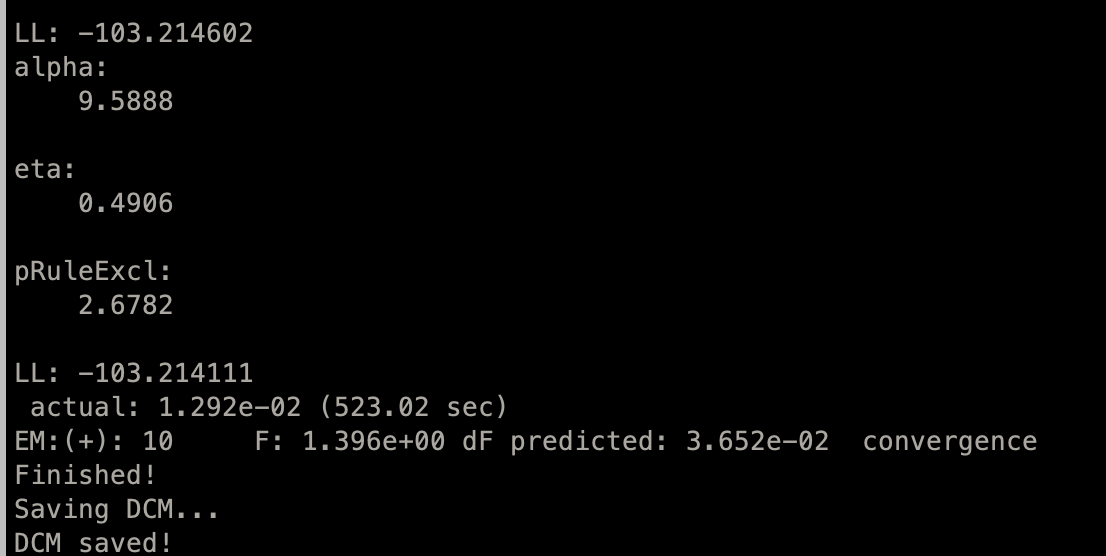 LL: -103.214602
alpha:
9.5888
eta:
0.4906
pRuleExcl:
2.6782
LL: -103.214111
actual: 1.292e-02 (523.02 sec)
EM:(+): 10 F: 1.396e+00 dF predicted: 3.652e-02 convergence
Finished!
Saving DCM...
DCM saved!